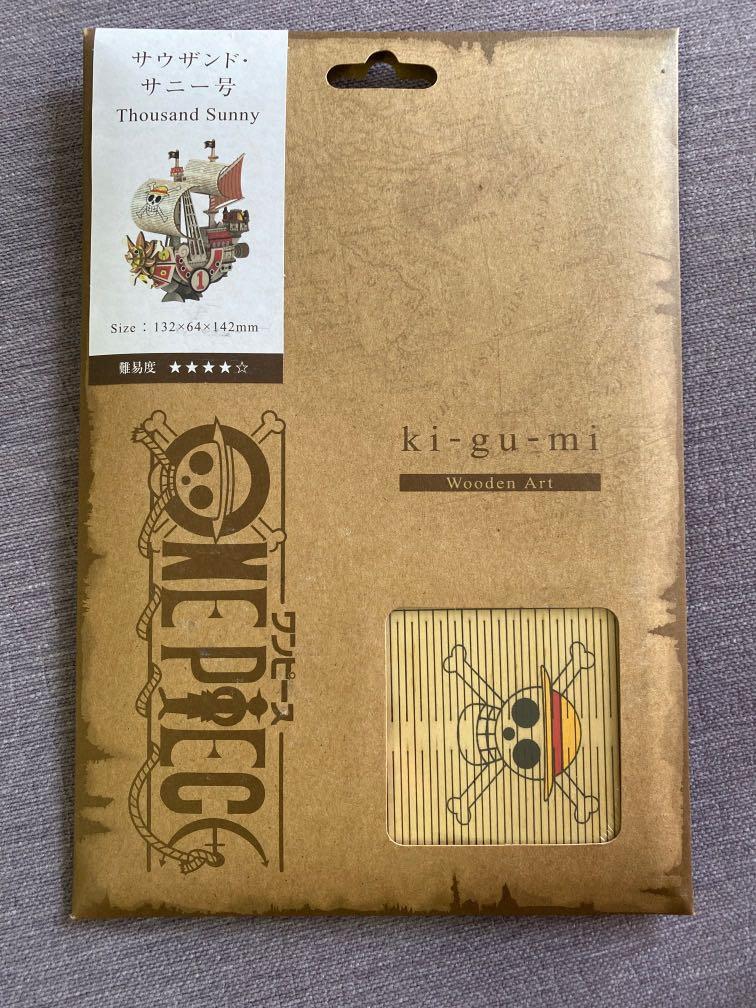 サウザンド・
サニー号
Thousand Sunny
1
Size : 132×64×142mm
難易度 ★★★★☆
ki-gu-mi
Wooden Art
ONE PIECE
ワンピース